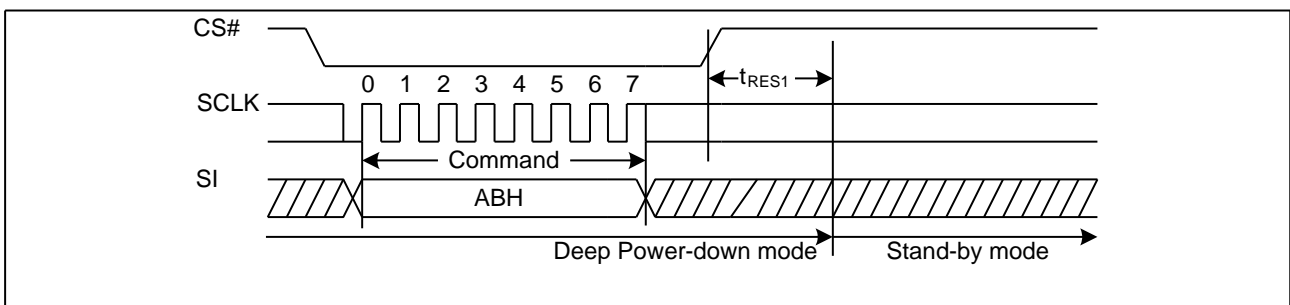 CS#
0 1 2 3 4 5 6 7
tRES1
SCLK
Command
SI
ABH
Deep Power-down mode
Stand-by mode